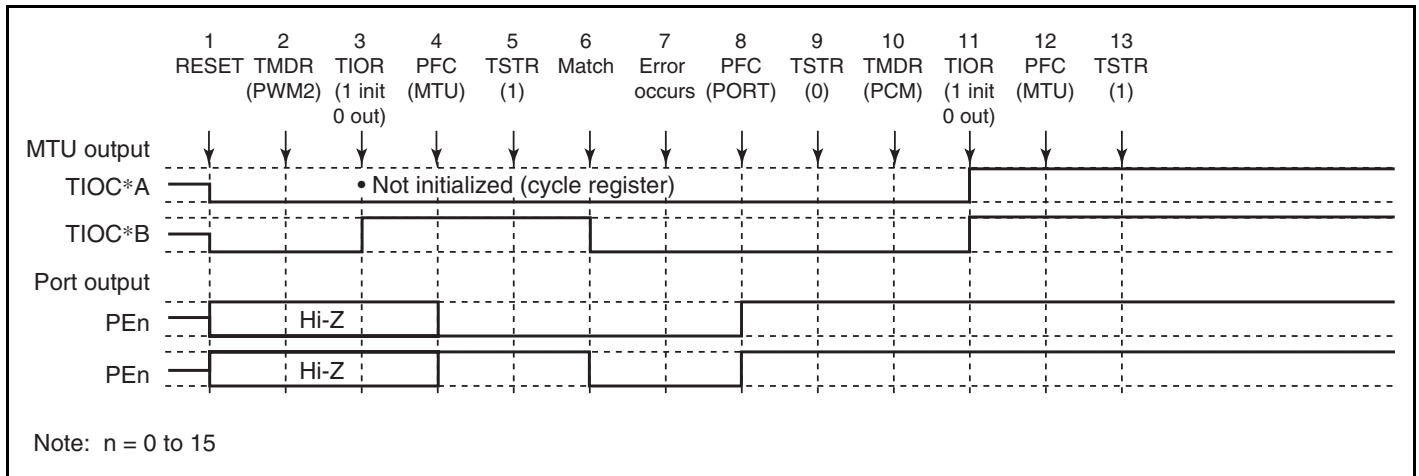 1 2 3 4 5 6 7 8 9 10 11 12 13
RESET TMDR TIOR PFC TSTR Match Error PFC TSTR TMDR TIOR PFC TSTR
(PWM2) (1 init (MTU) (1) occurs (PORT) (0) (PCM) (1 init (MTU) (1)
0 out) 0 out)
MTU output
TIOC*A • Not initialized (cycle register)
TIOC*B
Port output
PEn Hi-Z
PEn Hi-Z
Note: n = 0 to 15